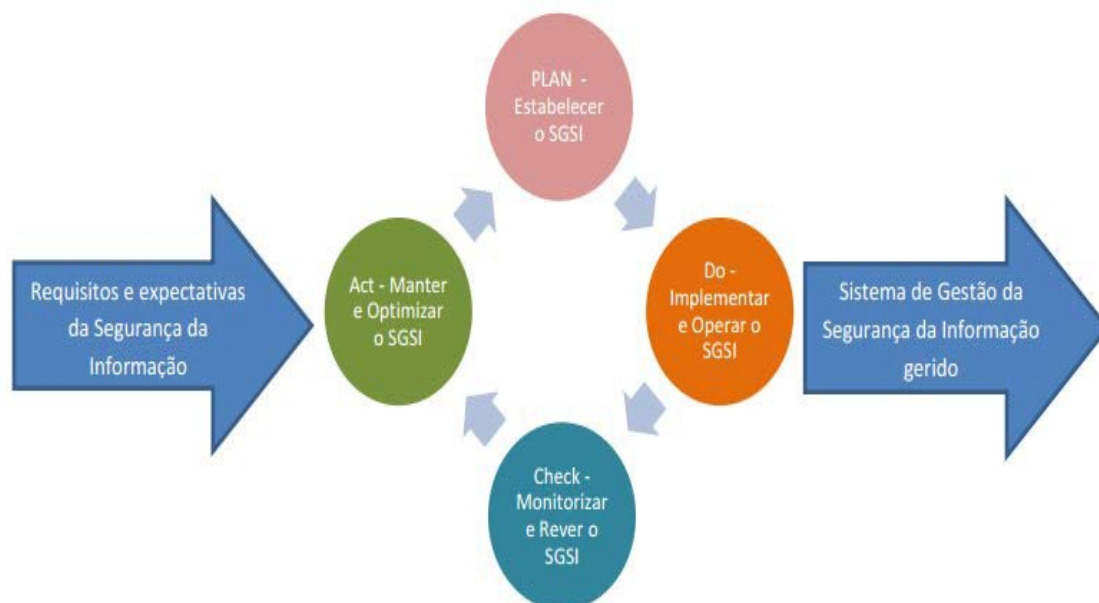 PLAN -
Estabelecer
o SGSI
Requisitos e expectativas
da Segurança da
Informação
Act - Manter
e Optimizar
o SGSI
Do -
Implementar
e Operar o
SGSI
Sistema de Gestão da
Segurança da Informação
gerido
Check -
Monitorizar
e Rever o
SGSI